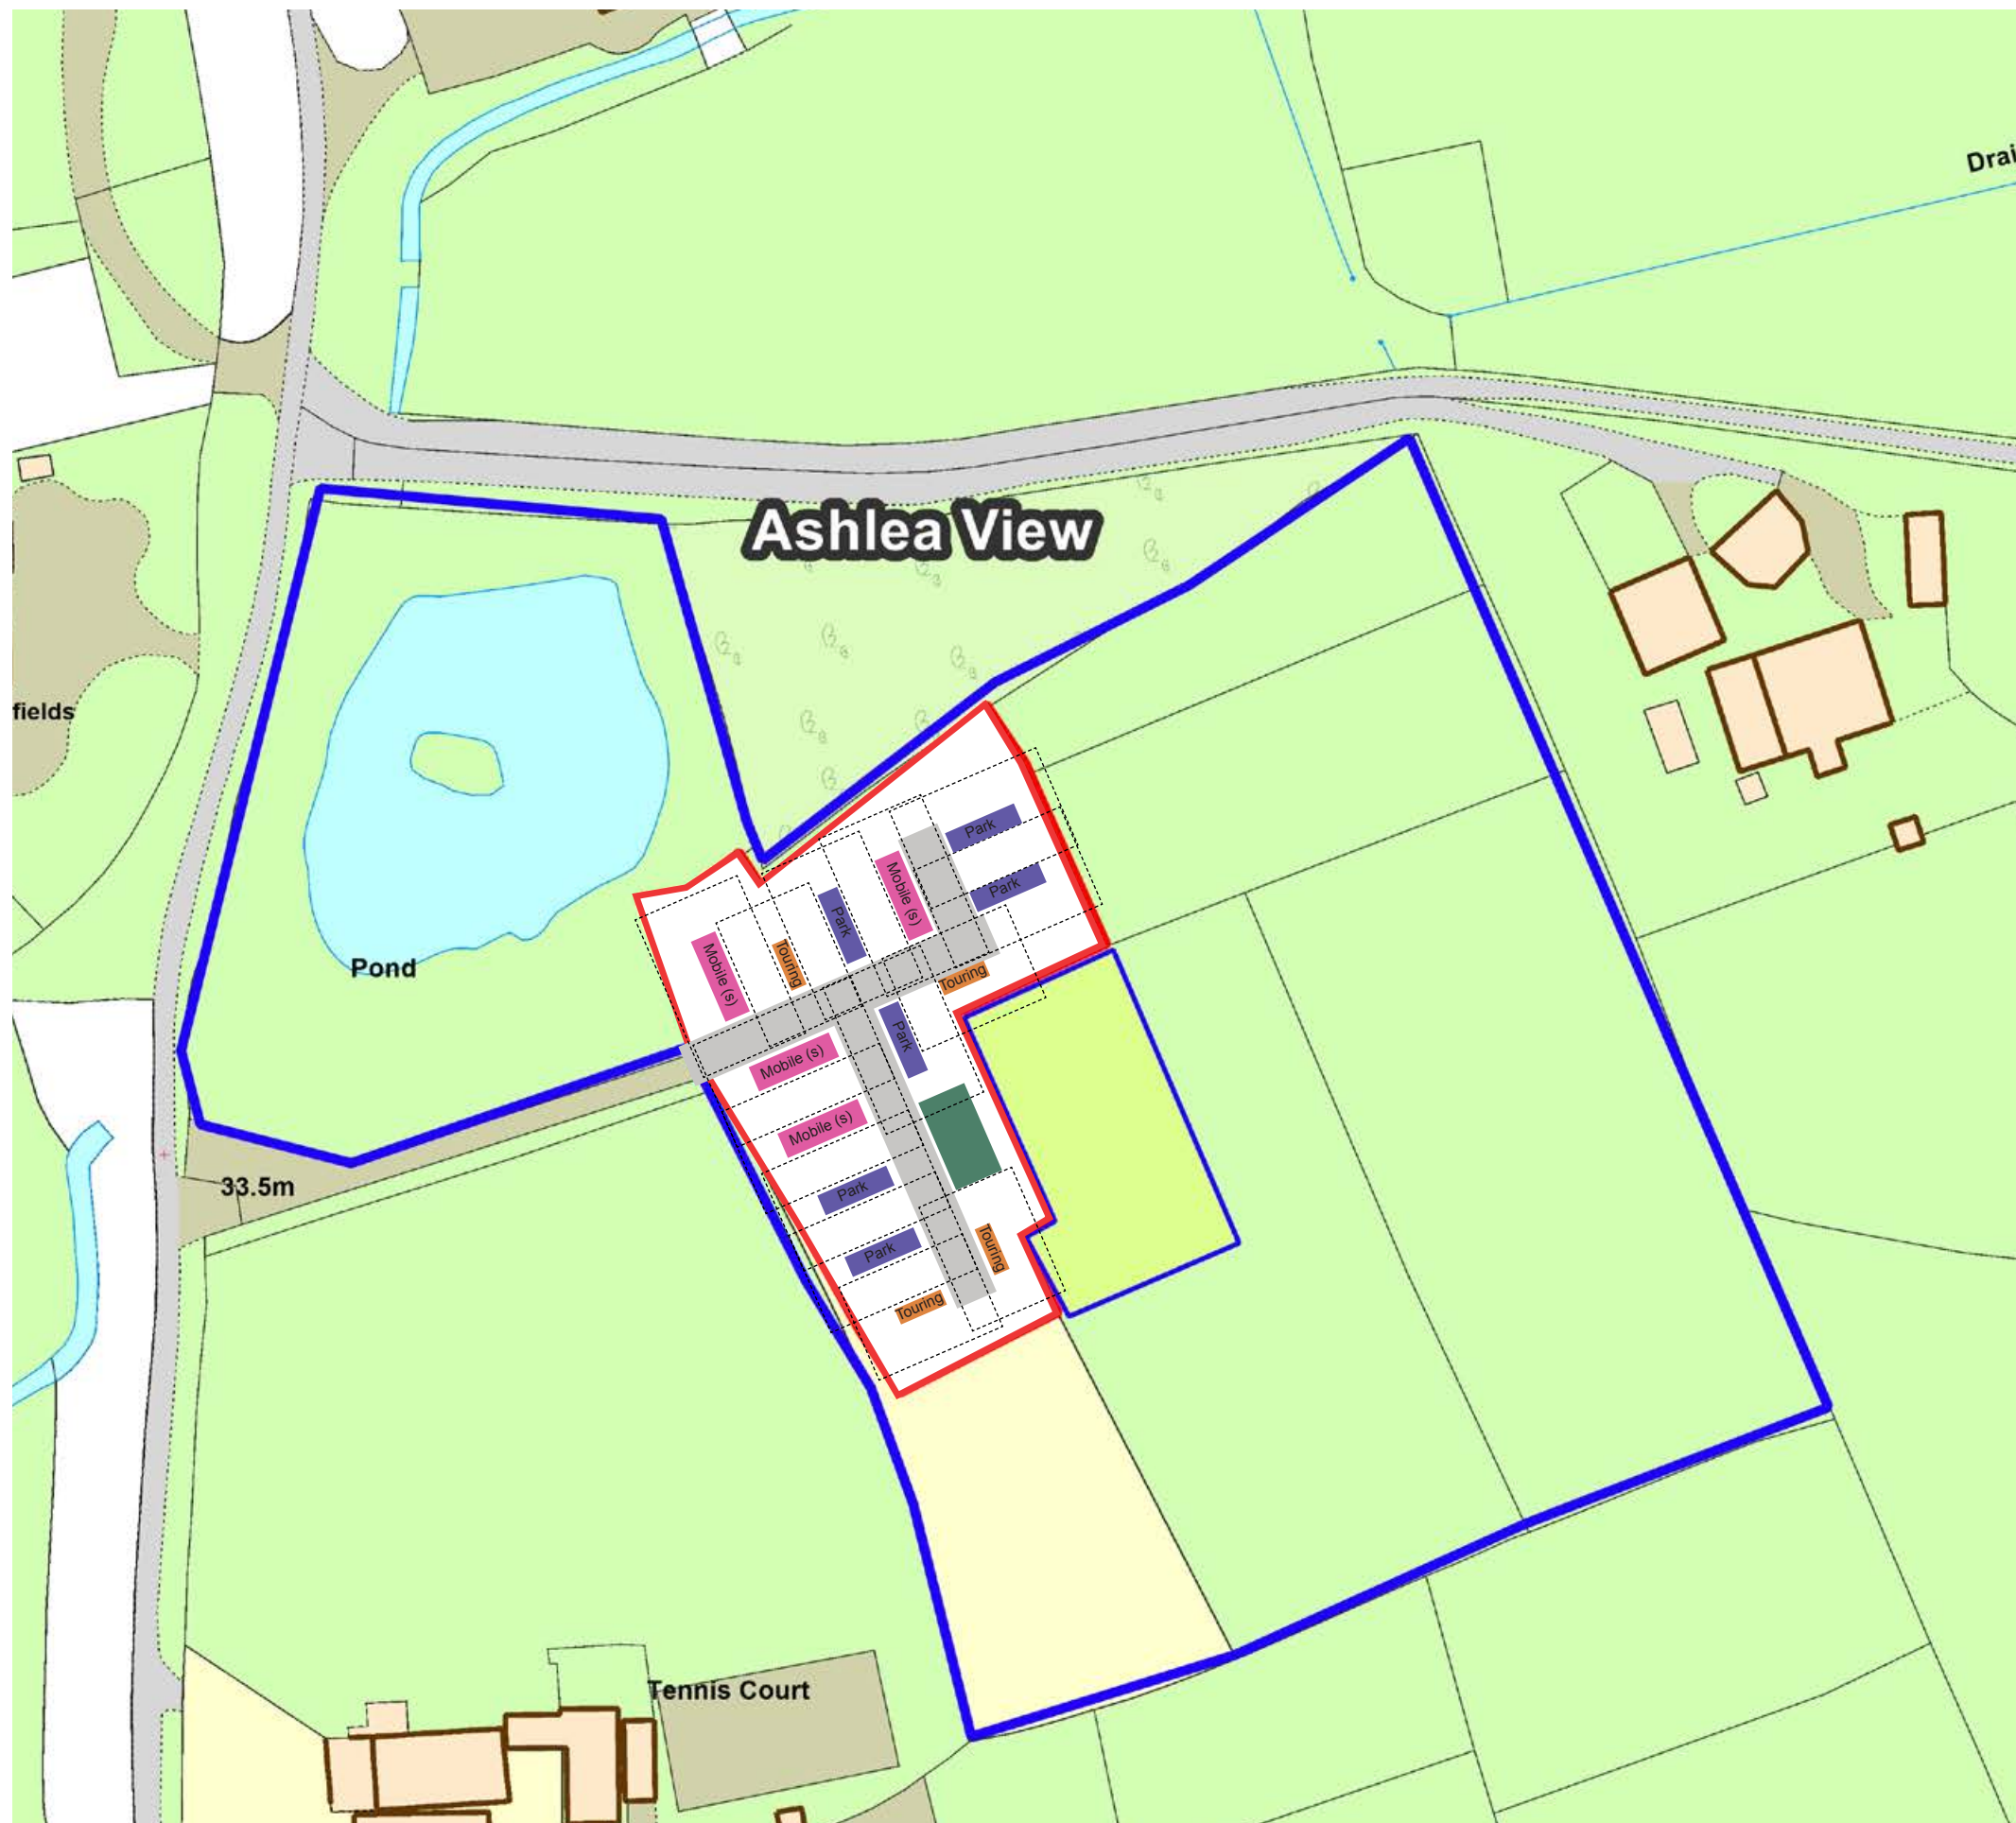 Drai
Ashlea View
fields
Park
Mobile (s)
Park
Park
Mobile (s)
Touring
Touring
Pond
Park
Mobile (s)
Mobile (s)
33.5m
Park
Park
Touring
Touring
Tennis Court